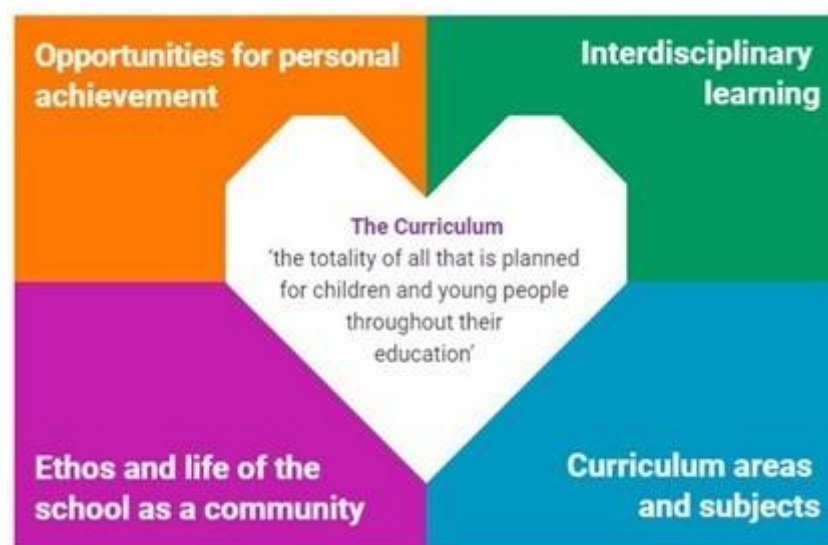 Opportunities for personal
achievement
Interdisciplinary
learning
The Curriculum
‘the totality of all that is planned
for children and young people
throughout their
education’
Ethos and life of the
school as a community
Curriculum areas
and subjects